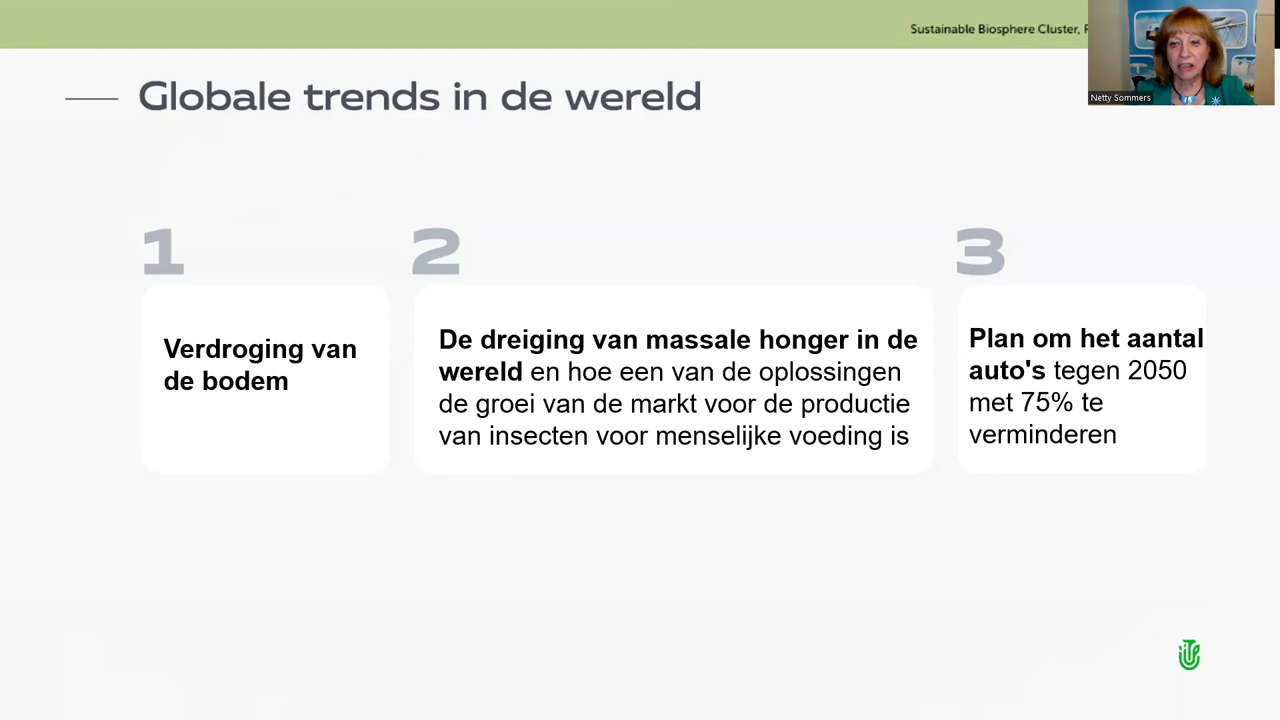 Sustainable Biosphere Cluster,
Netty Sommers
Globale trends in de wereld
1
Verdroging van
de bodem
2
De dreiging van massale honger in de
wereld en hoe een van de oplossingen
de groei van de markt voor de productie
van insecten voor menselijke voeding is
3
Plan om het aantal
auto's tegen 2050
met 75% te
verminderen